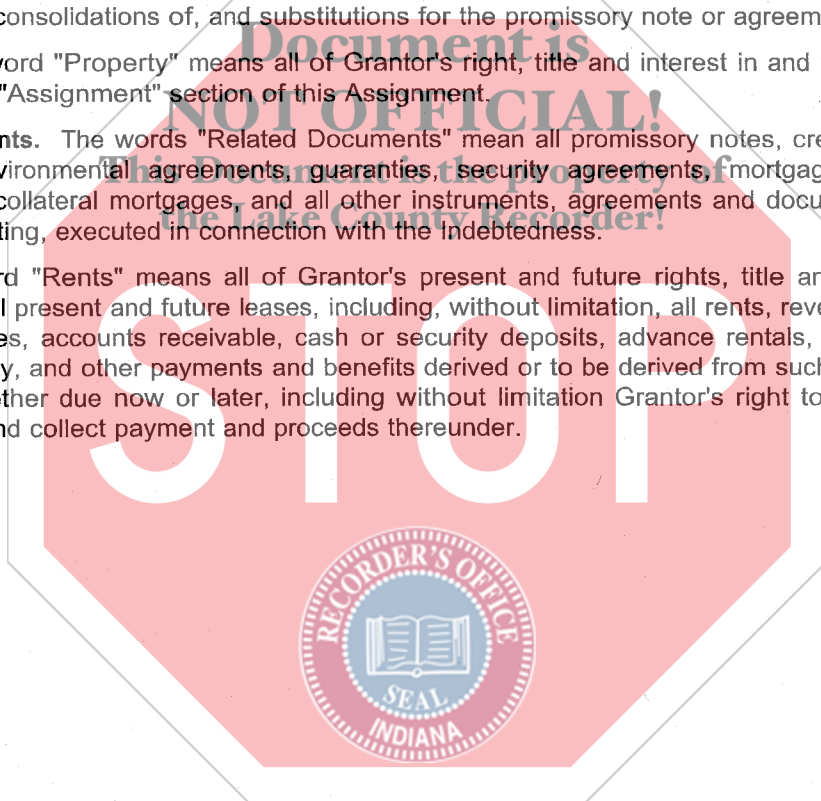 consolidations of, and substitutions for the promissory note or agreem
Document is
ord "Property" means all of Grantor's right, title and interest in and
"Assignment" section of this Assignment.
NOT OFFICIAL!
nts. The words "Related Documents" mean all promissory notes, cre
vironmental agreements, guaranties, security agreements, mortgag
This Document is the property of
collateral mortgages, and all other instruments, agreements and docu
the Lake County Recorder!
ting, executed in connection with the Indebtedness.
rd "Rents" means all of Grantor's present and future rights, title an
l present and future leases, including, without limitation, all rents, reve
es, accounts receivable, cash or security deposits, advance rentals,
y, and other payments and benefits derived or to be derived from such
ther due now or later, including without limitation Grantor's right to
nd collect payment and proceeds thereunder.
STOP
RECORDER'S OFFICE
SEAL
INDIANA